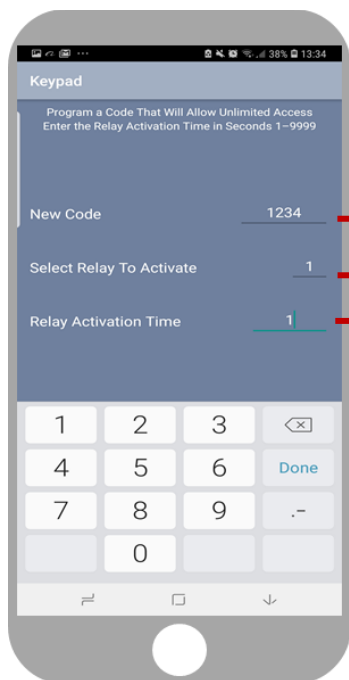 38% 13:34
Keypad
Program a Code That Will Allow Unlimited Access
Enter the Relay Activation Time in Seconds 1–9999
New Code 1234
Select Relay To Activate 1
Relay Activation Time 1
1 2 3
4 5 6 Done
7 8 9 .-
0